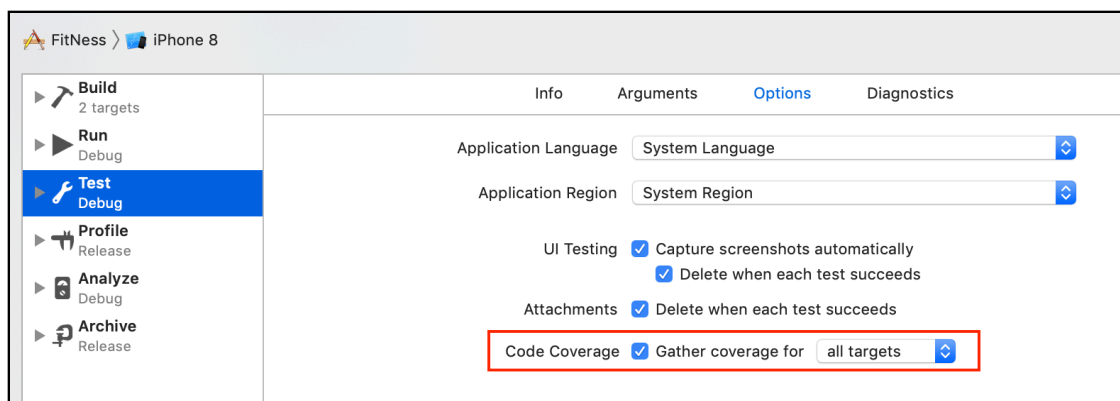 FitNess 〉 iPhone 8
Build
2 targets
Run
Debug
Test
Debug
Profile
Release
Analyze
Debug
Archive
Release
Info Arguments Options Diagnostics
Application Language System Language
Application Region System Region
UI Testing Capture screenshots automatically
Delete when each test succeeds
Attachments Delete when each test succeeds
Code Coverage Gather coverage for all targets